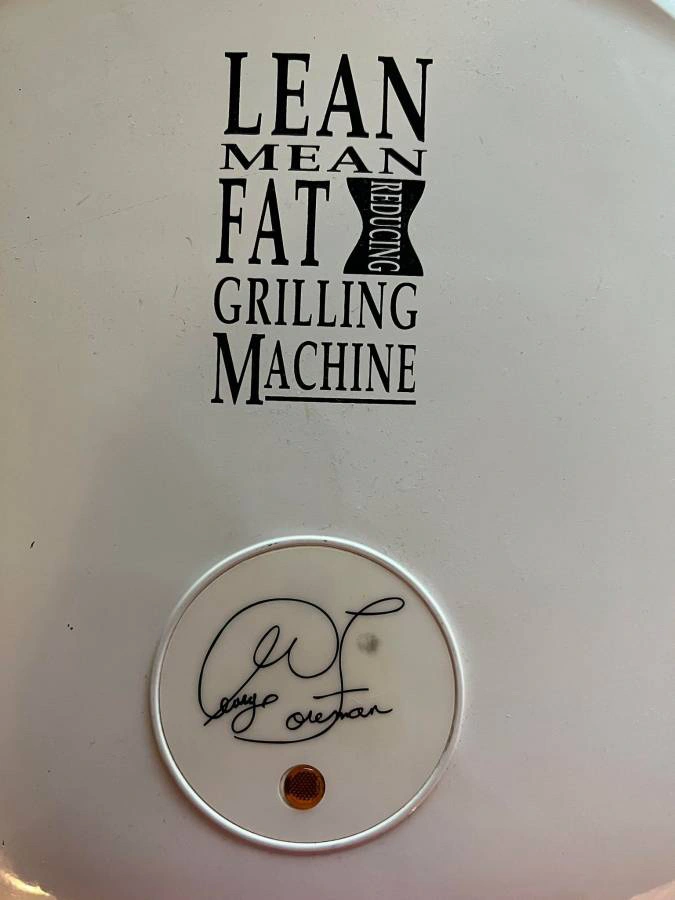 LEAN
MEAN
FAT REDUCING
GRILLING
MACHINE
George Foreman